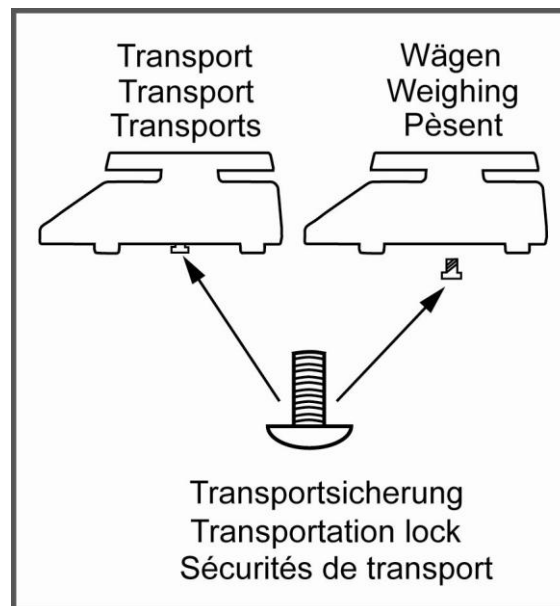 Transport
Transport
Transports
Wägen
Weighing
Pèsent
Transportsicherung
Transportation lock
Sécurités de transport